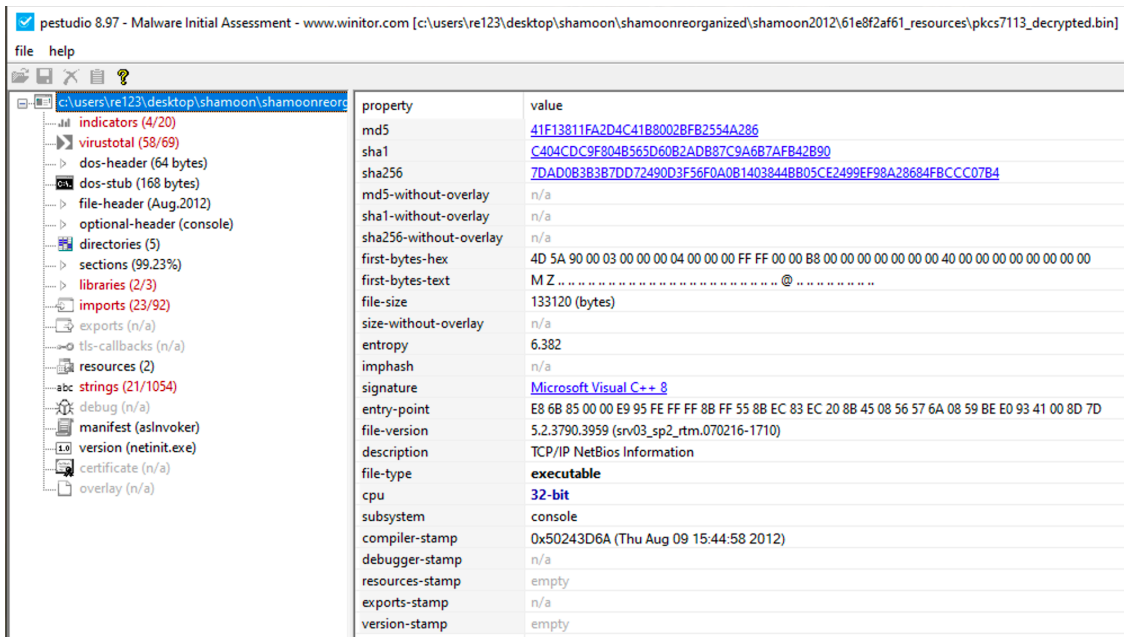 pestudio 8.97 - Malware Initial Assessment - www.winitor.com [c:\users\re123\desktop\shamoon\shamoonreorganized\shamoon2012\61e8f2af61_resources\pkcs7113_decrypted.bin]
file help
c:\users\re123\desktop\shamoon\shamoonreorg
indicators (4/20)
virustotal (58/69)
dos-header (64 bytes)
dos-stub (168 bytes)
file-header (Aug.2012)
optional-header (console)
directories (5)
sections (99.23%)
libraries (2/3)
imports (23/92)
exports (n/a)
tls-callbacks (n/a)
resources (2)
abc strings (21/1054)
debug (n/a)
manifest (asInvoker)
1.0 version (netinit.exe)
certificate (n/a)
overlay (n/a)
property value
md5 41F13811FA2D4C41B8002BFB2554A286
sha1 C404CDC9F804B565D60B2ADB87C9A6B7AFB42B90
sha256 7DAD0B3B3B7DD72490D3F56F0A0B1403844BB05CE2499EF98A28684FBCCC07B4
md5-without-overlay n/a
sha1-without-overlay n/a
sha256-without-overlay n/a
first-bytes-hex 4D 5A 90 00 03 00 00 00 04 00 00 00 FF FF 00 00 B8 00 00 00 00 00 00 00 40 00 00 00 00 00 00 00
first-bytes-text M Z .. .. .. .. .. .. .. .. .. .. .. .. .. .. .. .. .. .. .. .. @ .. .. .. .. .. .. ..
file-size 133120 (bytes)
size-without-overlay n/a
entropy 6.382
imphash n/a
signature Microsoft Visual C++ 8
entry-point E8 6B 85 00 00 E9 95 FE FF FF 8B FF 55 8B EC 83 EC 20 8B 45 08 56 57 6A 08 59 BE E0 93 41 00 8D 7D
file-version 5.2.3790.3959 (srv03_sp2_rtm.070216-1710)
description TCP/IP NetBios Information
file-type executable
cpu 32-bit
subsystem console
compiler-stamp 0x50243D6A (Thu Aug 09 15:44:58 2012)
debugger-stamp n/a
resources-stamp empty
exports-stamp n/a
version-stamp empty